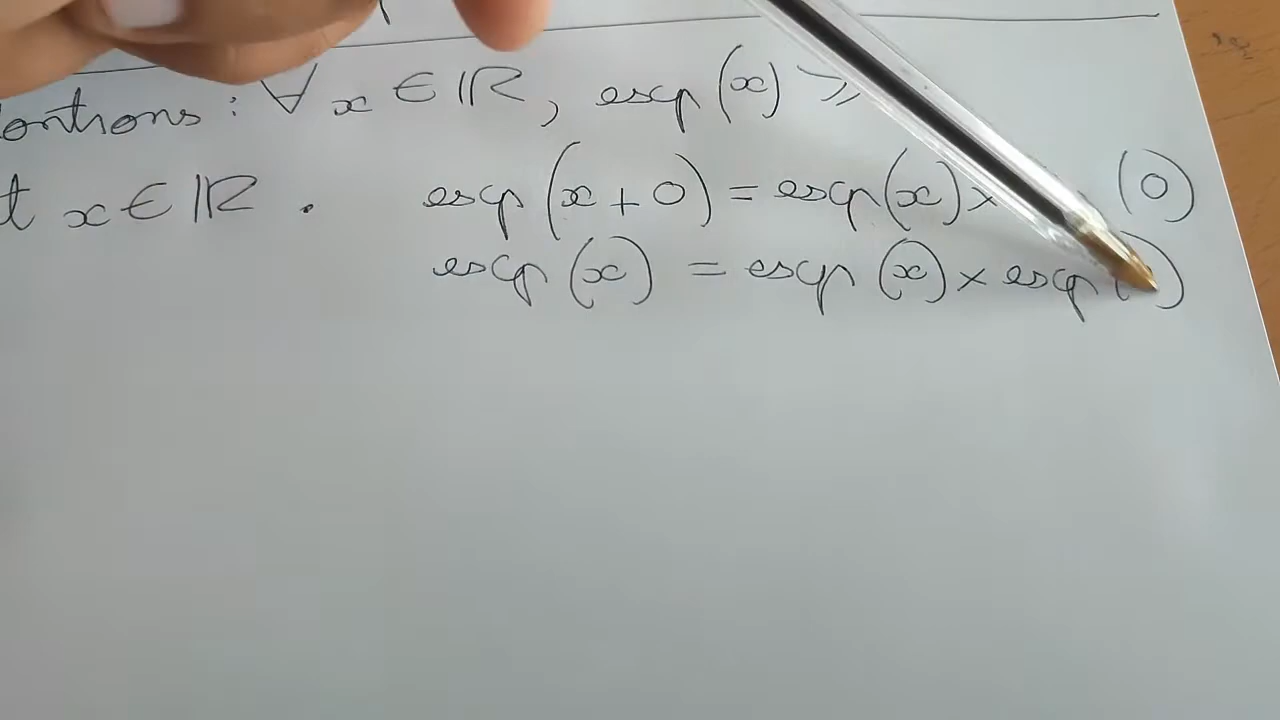 ontrons : ∀ x ∈ ℝ, exp(x) ≥
t x ∈ ℝ. exp(x + 0) = exp(x) × (0)
exp(x) = exp(x) × exp( )